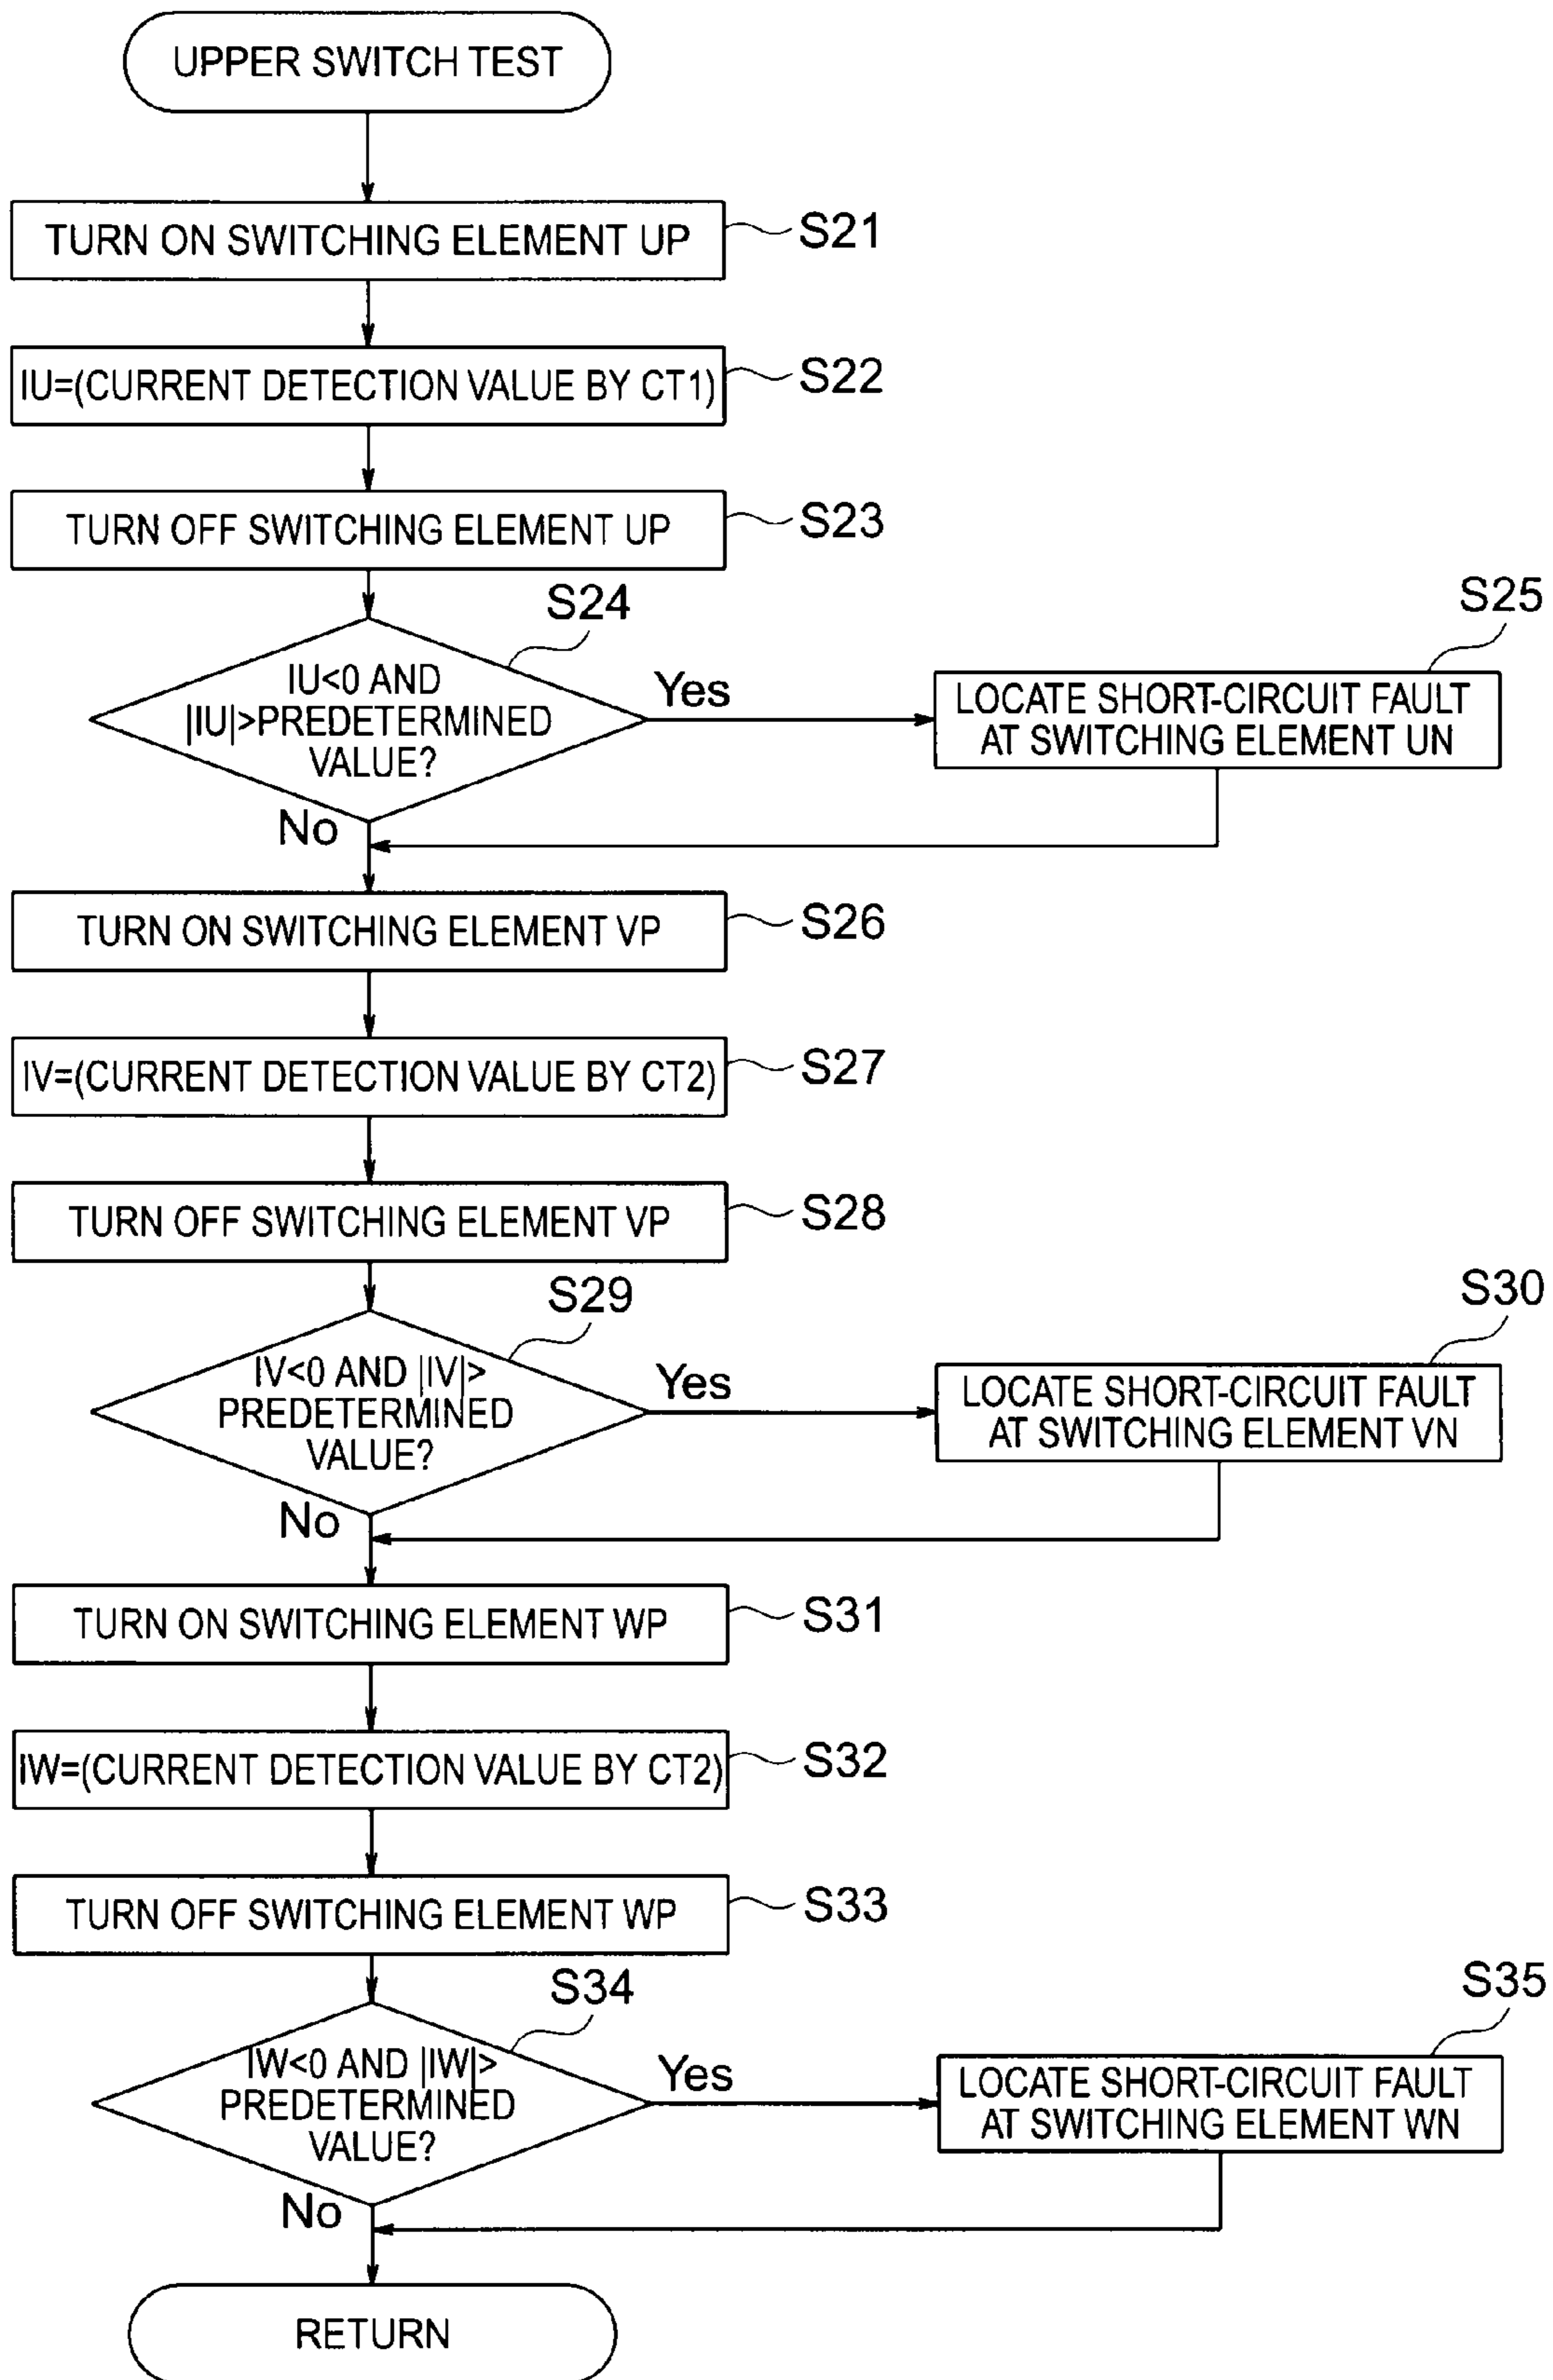 UPPER SWITCH TEST
TURN ON SWITCHING ELEMENT UP
S21
IU=(CURRENT DETECTION VALUE BY CT1)
S22
TURN OFF SWITCHING ELEMENT UP
S23
S24
IU<0 AND
|IU|>PREDETERMINED
VALUE?
Yes
No
S25
LOCATE SHORT-CIRCUIT FAULT
AT SWITCHING ELEMENT UN
TURN ON SWITCHING ELEMENT VP
S26
IV=(CURRENT DETECTION VALUE BY CT2)
S27
TURN OFF SWITCHING ELEMENT VP
S28
S29
IV<0 AND |IV|>
PREDETERMINED
VALUE?
Yes
No
S30
LOCATE SHORT-CIRCUIT FAULT
AT SWITCHING ELEMENT VN
TURN ON SWITCHING ELEMENT WP
S31
IW=(CURRENT DETECTION VALUE BY CT2)
S32
TURN OFF SWITCHING ELEMENT WP
S33
S34
IW<0 AND |IW|>
PREDETERMINED
VALUE?
Yes
No
S35
LOCATE SHORT-CIRCUIT FAULT
AT SWITCHING ELEMENT WN
RETURN